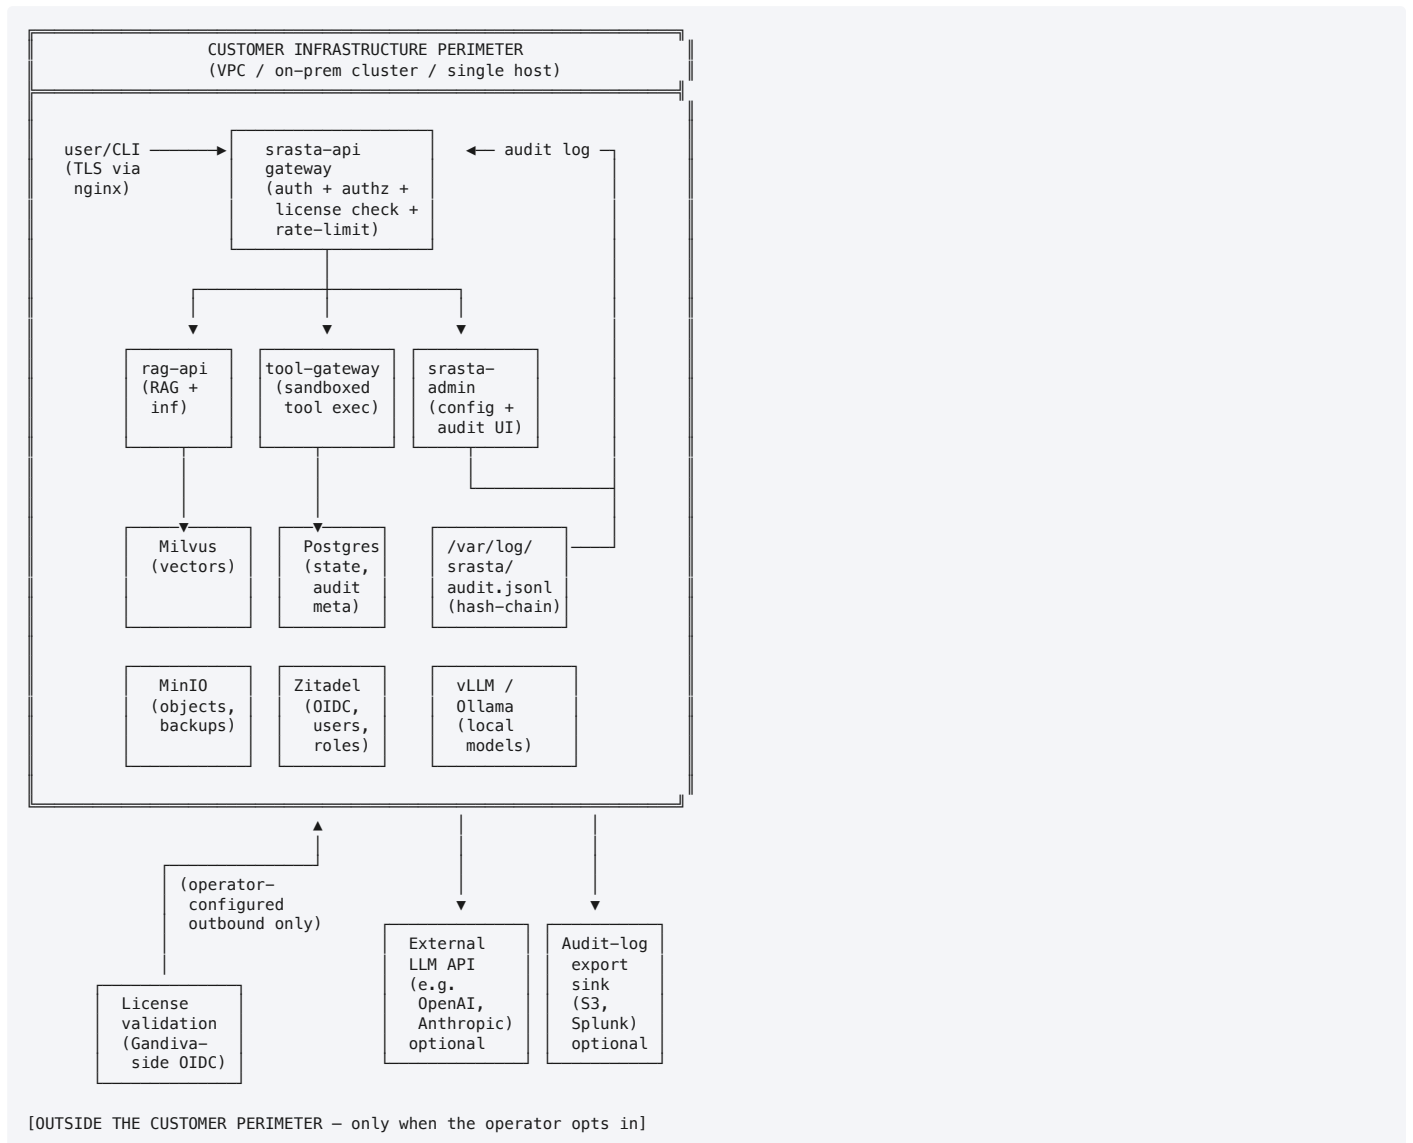 CUSTOMER INFRASTRUCTURE PERIMETER
(VPC / on-prem cluster / single host)
user/CLI
(TLS via
nginx)
srasta-api
gateway
(auth + authz +
license check +
rate-limit)
audit log
rag-api
(RAG +
inf)
tool-gateway
(sandboxed
tool exec)
srasta-
admin
(config +
audit UI)
Milvus
(vectors)
Postgres
(state,
audit
meta)
/var/log/
srasta/
audit.jsonl
(hash-chain)
MinIO
(objects,
backups)
Zitadel
(OIDC,
users,
roles)
vLLM /
Ollama
(local
models)
(operator-
configured
outbound only)
License
validation
(Gandiva-
side OIDC)
External
LLM API
(e.g.
OpenAI,
Anthropic)
optional
Audit-log
export
sink
(S3,
Splunk)
optional
[OUTSIDE THE CUSTOMER PERIMETER — only when the operator opts in]